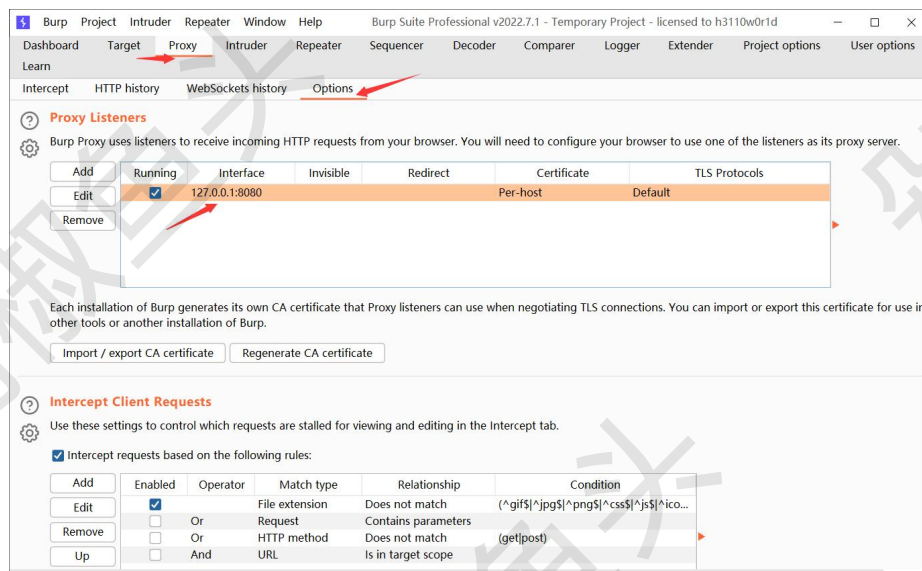 Burp Project Intruder Repeater Window Help Burp Suite Professional v2022.7.1 - Temporary Project - licensed to h3110w0r1d
Dashboard Target Proxy Intruder Repeater Sequencer Decoder Comparer Logger Extender Project options User options
Learn
Intercept HTTP history WebSockets history Options
Proxy Listeners
Burp Proxy uses listeners to receive incoming HTTP requests from your browser. You will need to configure your browser to use one of the listeners as its proxy server.
Add Running Interface Invisible Redirect Certificate TLS Protocols
Edit 127.0.0.1:8080 Per-host Default
Remove
Each installation of Burp generates its own CA certificate that Proxy listeners can use when negotiating TLS connections. You can import or export this certificate for use in
other tools or another installation of Burp.
Import / export CA certificate Regenerate CA certificate
Intercept Client Requests
Use these settings to control which requests are stalled for viewing and editing in the Intercept tab.
Intercept requests based on the following rules:
Add Enabled Operator Match type Relationship Condition
Edit File extension Does not match (^gif$|^jpg$|^png$|^css$|^js$|^ico...
Or Request Contains parameters
Remove Or HTTP method Does not match (get|post)
Up And URL Is in target scope
椒鱼头